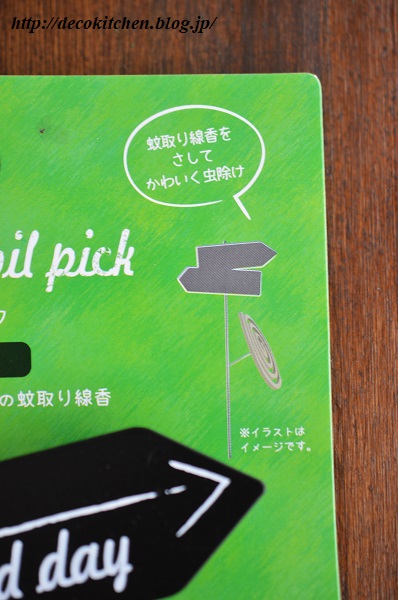 http://decokitchen.blog.jp/
蚊取り線香を
さして
かわいく虫除け
oil pick
の蚊取り線香
※イラストは
イメージです。
d day